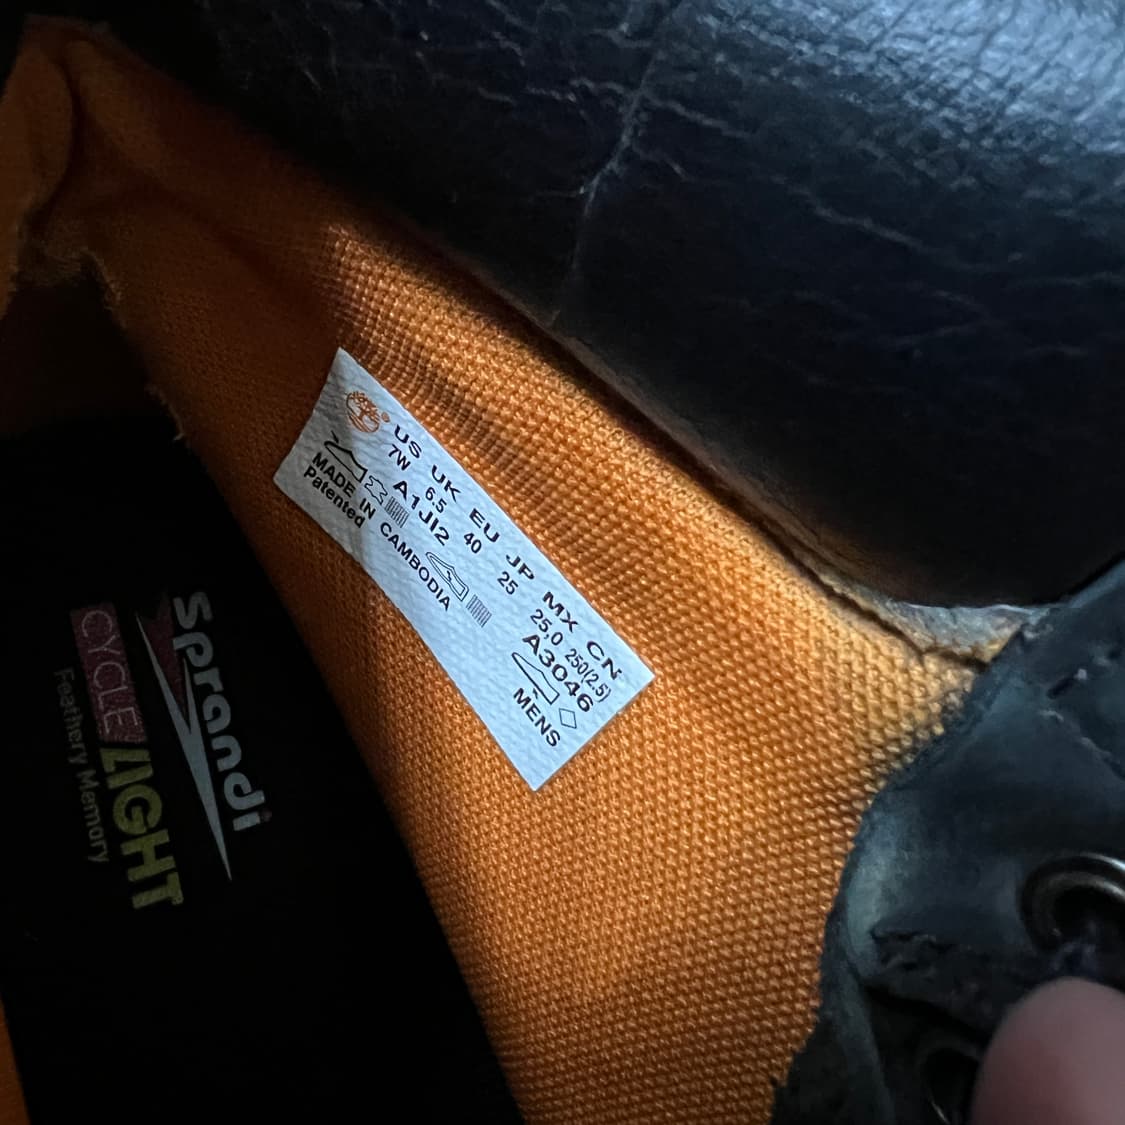 US UK EU JP MX CN
7W 6.5 40 25 25,0 250(2.5)
A1JI2 A3046
MADE IN CAMBODIA MENS
Patented
sprandi
CYCLE/IGHT
Feathery Memory